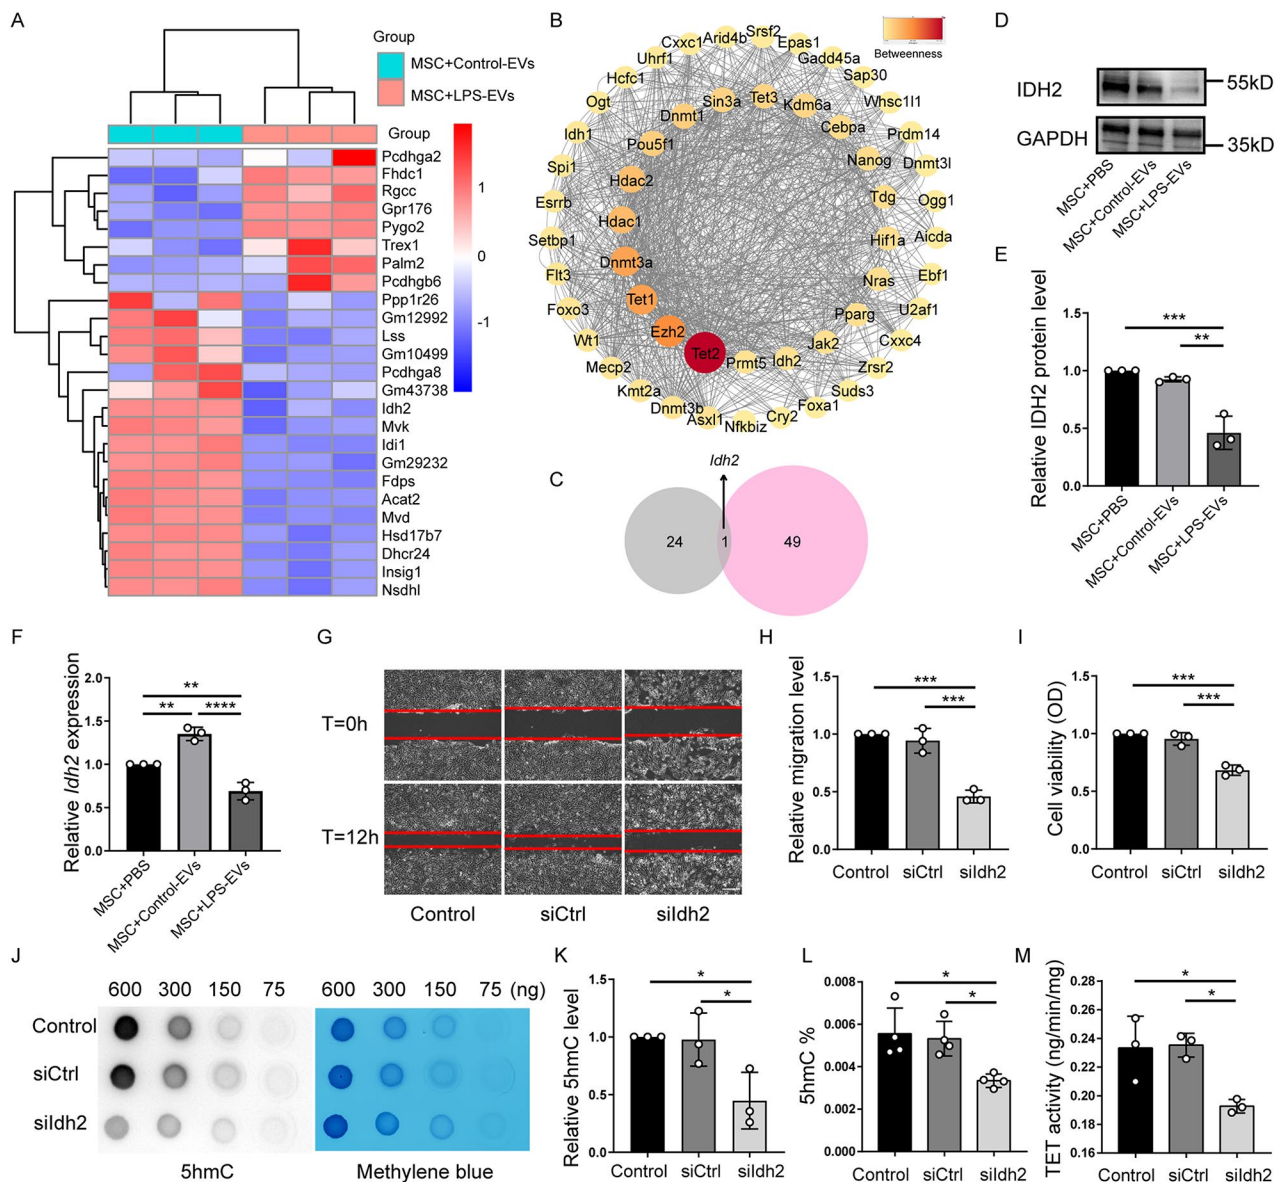 A
Group
MSC+Control-EVs
MSC+LPS-EVs
Group
Pcdhga2
Fhdc1
Rgcc
Gpr176
Pygo2
Trex1
Palm2
Pcdhgb6
Ppp1r26
Gm12992
Lss
Gm10499
Pcdhga8
Gm43738
Idh2
Mvk
Idi1
Gm29232
Fdps
Acat2
Mvd
Hsd17b7
Dhcr24
Insig1
Nsdhl
1
0
-1
B
Betweenness
Srsf2
Epas1
Gadd45a
Sap30
Whsc1l1
Prdm14
Dnmt3l
Ogg1
Aicda
Ebf1
U2af1
Cxxc4
Zrsr2
Suds3
Foxa1
Cry2
Nfkbiz
Asxl1
Dnmt3b
Kmt2a
Mecp2
Wt1
Foxo3
Flt3
Setbp1
Esrrb
Spi1
Idh1
Ogt
Hcfc1
Uhrf1
Cxxc1
Arid4b
Tet3
Kdm6a
Cebpa
Nanog
Tdg
Hif1a
Nras
Pparg
Jak2
Idh2
Prmt5
Tet2
Ezh2
Tet1
Dnmt3a
Hdac1
Hdac2
Pou5f1
Dnmt1
Sin3a
C
Idh2
24
1
49
D
IDH2
GAPDH
55kD
35kD
MSC+PBS
MSC+Control-EVs
MSC+LPS-EVs
E
Relative IDH2 protein level
1.5
1.0
0.5
0.0
***
**
MSC+PBS
MSC+Control-EVs
MSC+LPS-EVs
F
Relative Idh2 expression
2.0
1.5
1.0
0.5
0.0
**
** ****
MSC+PBS
MSC+Control-EVs
MSC+LPS-EVs
G
T=0h
T=12h
Control siCtrl siIdh2
H
Relative migration level
1.5
1.0
0.5
0.0
***
***
Control siCtrl siIdh2
I
Cell viability (OD)
1.5
1.0
0.5
0.0
***
***
Control siCtrl siIdh2
J
600 300 150 75 600 300 150 75 (ng)
Control
siCtrl
siIdh2
5hmC Methylene blue
K
Relative 5hmC level
1.5
1.0
0.5
0.0
*
*
Control siCtrl siIdh2
L
5hmC %
0.008
0.006
0.004
0.002
0.000
*
*
Control siCtrl siIdh2
M
TET activity (ng/min/mg)
0.28
0.26
0.24
0.22
0.20
0.18
0.16
*
*
Control siCtrl siIdh2